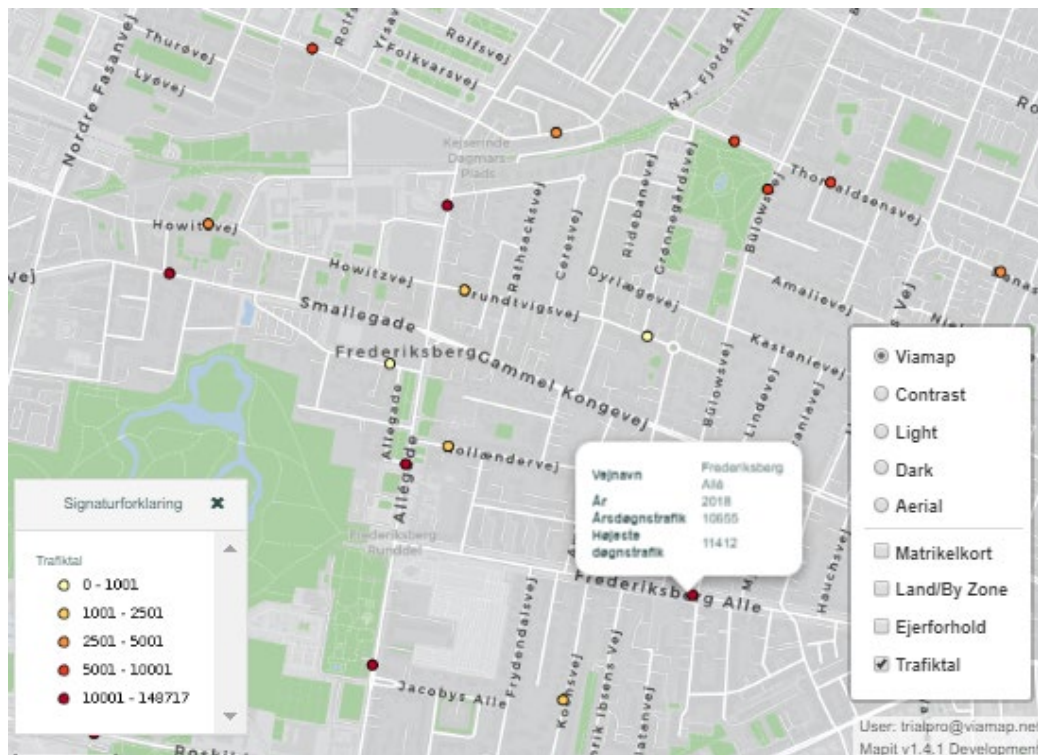 Thurøvej
Lyøvej
Nordre Fasanvej
Rolfsvej
Folkvarsvej
N.J. Fjords Alle
Kejserinde
Dagmars
Plads
Ridebanevej
Grønnegårdsvej
Bülowsvej
Thorvaldsensvej
Rathsacksvej
Ceresvej
Howitzvej
Howitzvej
Dyrlægevej
Amalievej
Smallegade
Grundtvigsvej
Kastanievej
Frederiksberg
Gammel Kongevej
Bülowsvej
Lindevej
Allegade
Allégade
Hollændervej
Frederiksberg
Runddel
Vejnavn Frederiksberg
Allé
År 2018
Årsdøgnstrafik 10655
Højeste
døgnstrafik 11412
Frederiksberg Alle
Hauchsvej
Frydendalsvej
Kochsvej
Jacobys Alle
Signaturforklaring
Trafiktal
0 - 1001
1001 - 2501
2501 - 5001
5001 - 10001
10001 - 148717
Viamap
Contrast
Light
Dark
Aerial
Matrikelkort
Land/By Zone
Ejerforhold
Trafiktal
User: trialpro@viamap.net
Mapit v1.4.1 Development